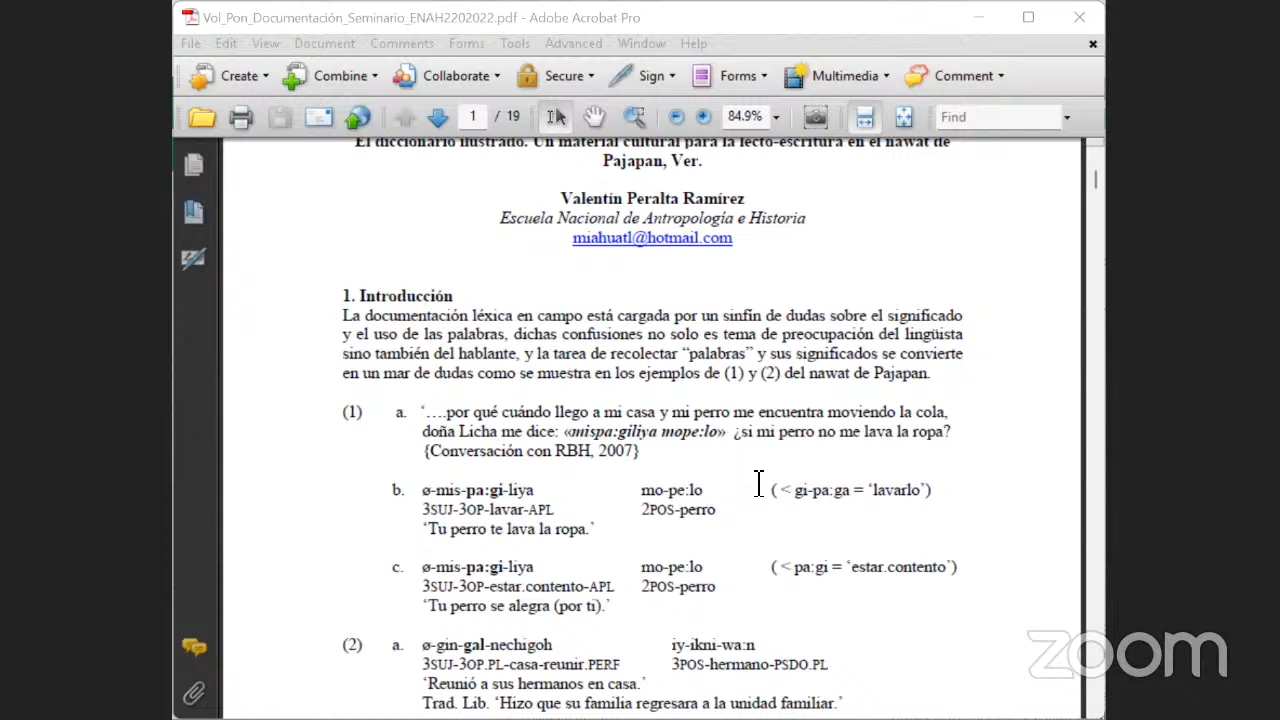 Vol_Pon_Documentación_Seminario_ENAH2202022.pdf - Adobe Acrobat Pro
File Edit View Document Comments Forms Tools Advanced Window Help
Create Combine Collaborate Secure Sign Forms Multimedia Comment
1 / 19 84.9% Find
El diccionario ilustrado. Un material cultural para la lecto-escritura en el nawat de
Pajapan, Ver.
Valentín Peralta Ramírez
Escuela Nacional de Antropología e Historia
miahuatl@hotmail.com
1. Introducción
La documentación léxica en campo está cargada por un sinfín de dudas sobre el significado
y el uso de las palabras, dichas confusiones no solo es tema de preocupación del lingüista
sino también del hablante, y la tarea de recolectar “palabras” y sus significados se convierte
en un mar de dudas como se muestra en los ejemplos de (1) y (2) del nawat de Pajapan.
(1) a. ‘….por qué cuándo llego a mi casa y mi perro me encuentra moviendo la cola,
doña Licha me dice: «mispa:giliya mope:lo» ¿si mi perro no me lava la ropa?
{Conversación con RBH, 2007}
b. ø-mis-pa:gi-liya mo-pe:lo ( < gi-pa:ga = ‘lavarlo’)
3SUJ-3OP-lavar-APL 2POS-perro
‘Tu perro te lava la ropa.’
c. ø-mis-pa:gi-liya mo-pe:lo ( < pa:gi = ‘estar.contento’)
3SUJ-3OP-estar.contento-APL 2POS-perro
‘Tu perro se alegra (por ti).’
(2) a. ø-gin-gal-nechigoh iy-ikni-wa:n
3SUJ-3OP.PL-casa-reunir.PERF 3POS-hermano-PSDO.PL
‘Reunió a sus hermanos en casa.’
Trad. Lib. ‘Hizo que su familia regresara a la unidad familiar.’
zoom